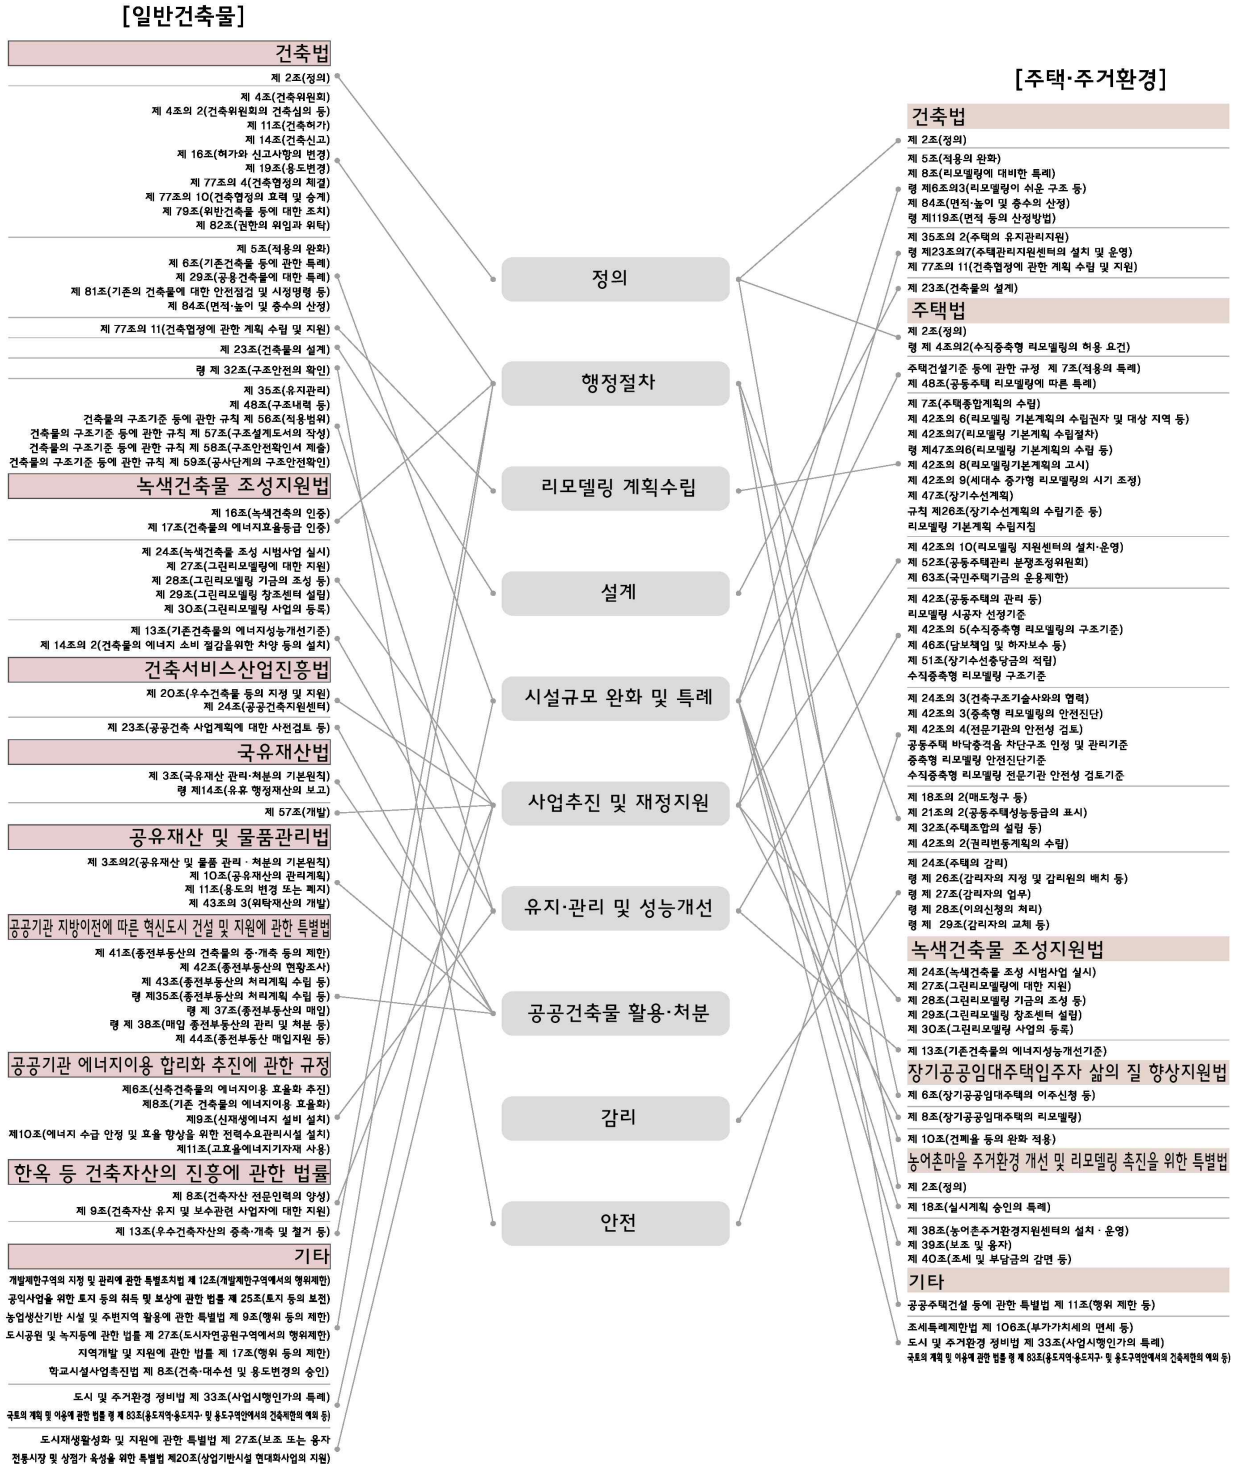 [일반건축물]
건축법
제 2조(정의)
제 4조(건축위원회)
제 4조의 2(건축위원회의 건축심의 등)
제 11조(건축허가)
제 14조(건축신고)
제 16조(허가와 신고사항의 변경)
제 19조(용도변경)
제 77조의 4(건축협정의 체결)
제 77조의 10(건축협정의 효력 및 승계)
제 79조(위반건축물 등에 대한 조치)
제 82조(권한의 위임과 위탁)
제 5조(적용의 완화)
제 6조(기존건축물 등에 관한 특례)
제 29조(공용건축물에 대한 특례)
제 81조(기존의 건축물에 대한 안전점검 및 시정명령 등)
제 84조(면적·높이 및 층수의 산정)
제 77조의 11(건축협정에 관한 계획 수립 및 지원)
제 23조(건축물의 설계)
령 제 32조(구조안전의 확인)
제 35조(유지관리)
제 48조(구조내력 등)
건축물의 구조기준 등에 관한 규칙 제 56조(적용범위)
건축물의 구조기준 등에 관한 규칙 제 57조(구조설계도서의 작성)
건축물의 구조기준 등에 관한 규칙 제 58조(구조안전확인서 제출)
건축물의 구조기준 등에 관한 규칙 제 59조(공사단계의 구조안전확인)
녹색건축물 조성지원법
제 16조(녹색건축의 인증)
제 17조(건축물의 에너지효율등급 인증)
제 24조(녹색건축물 조성 시범사업 실시)
제 27조(그린리모델링에 대한 지원)
제 28조(그린리모델링 기금의 조성 등)
제 29조(그린리모델링 창조센터 설립)
제 30조(그린리모델링 사업의 등록)
제 13조(기존건축물의 에너지성능개선기준)
제 14조의 2(건축물의 에너지 소비 절감을위한 차양 등의 설치)
건축서비스산업진흥법
제 20조(우수건축물 등의 지정 및 지원)
제 24조(공공건축지원센터)
제 23조(공공건축 사업계획에 대한 사전검토 등)
국유재산법
제 3조(국유재산 관리·처분의 기본원칙)
령 제14조(유휴 행정재산의 보고)
제 57조(개발)
공유재산 및 물품관리법
제 3조의2(공유재산 및 물품 관리 · 처분의 기본원칙)
제 10조(공유재산의 관리계획)
제 11조(용도의 변경 또는 폐지)
제 43조의 3(위탁재산의 개발)
공공기관 지방이전에 따른 혁신도시 건설 및 지원에 관한 특별법
제 41조(종전부동산의 건축물의 증·개축 등의 제한)
제 42조(종전부동산의 현황조사)
제 43조(종전부동산의 처리계획 수립 등)
령 제35조(종전부동산의 처리계획 수립 등)
령 제 37조(종전부동산의 매입)
령 제 38조(매입 종전부동산의 관리 및 처분 등)
제 44조(종전부동산 매입지원 등)
공공기관 에너지이용 합리화 추진에 관한 규정
제6조(신축건축물의 에너지이용 효율화 추진)
제8조(기존 건축물의 에너지이용 효율화)
제9조(신재생에너지 설비 설치)
제10조(에너지 수급 안정 및 효율 향상을 위한 전력수요관리시설 설치)
제11조(고효율에너지기자재 사용)
한옥 등 건축자산의 진흥에 관한 법률
제 8조(건축자산 전문인력의 양성)
제 9조(건축자산 유지 및 보수관련 사업자에 대한 지원)
제 13조(우수건축자산의 증축·개축 및 철거 등)
기타
개발제한구역의 지정 및 관리에 관한 특별조치법 제 12조(개발제한구역에서의 행위제한)
공익사업을 위한 토지 등의 취득 및 보상에 관한 법률 제 25조(토지 등의 보전)
농업생산기반 시설 및 주변지역 활용에 관한 특별법 제 9조(행위 등의 제한)
도시공원 및 녹지등에 관한 법률 제 27조(도시자연공원구역에서의 행위제한)
지역개발 및 지원에 관한 법률 제 17조(행위 등의 제한)
학교시설사업촉진법 제 8조(건축·대수선 및 용도변경의 승인)
도시 및 주거환경 정비법 제 33조(사업시행인가의 특례)
국토의 계획 및 이용에 관한 법률 령 제 83조(용도지역·용도지구· 및 용도구역안에서의 건축제한의 예외 등)
도시재생활성화 및 지원에 관한 특별법 제 27조(보조 또는 융자
전통시장 및 상점가 육성을 위한 특별법 제20조(상업기반시설 현대화사업의 지원)
정의
행정절차
리모델링 계획수립
설계
시설규모 완화 및 특례
사업추진 및 재정지원
유지·관리 및 성능개선
공공건축물 활용·처분
감리
안전
[주택·주거환경]
건축법
제 2조(정의)
제 5조(적용의 완화)
제 8조(리모델링에 대비한 특례)
령 제6조의3(리모델링이 쉬운 구조 등)
제 84조(면적·높이 및 층수의 산정)
령 제119조(면적 등의 산정방법)
제 35조의 2(주택의 유지관리지원)
령 제23조의7(주택관리지원센터의 설치 및 운영)
제 77조의 11(건축협정에 관한 계획 수립 및 지원)
제 23조(건축물의 설계)
주택법
제 2조(정의)
령 제 4조의2(수직증축형 리모델링의 허용 요건)
주택건설기준 등에 관한 규정 제 7조(적용의 특례)
제 48조(공동주택 리모델링에 따른 특례)
제 7조(주택종합계획의 수립)
제 42조의 6(리모델링 기본계획의 수립권자 및 대상 지역 등)
제 42조의7(리모델링 기본계획 수립절차)
령 제47조의6(리모델링 기본계획의 수립 등)
제 42조의 8(리모델링기본계획의 고시)
제 42조의 9(세대수 증가형 리모델링의 시기 조정)
제 47조(장기수선계획)
규칙 제26조(장기수선계획의 수립기준 등)
리모델링 기본계획 수립지침
제 42조의 10(리모델링 지원센터의 설치·운영)
제 52조(공동주택관리 분쟁조정위원회)
제 63조(국민주택기금의 운용제한)
제 42조(공동주택의 관리 등)
리모델링 시공자 선정기준
제 42조의 5(수직증축형 리모델링의 구조기준)
제 46조(담보책임 및 하자보수 등)
제 51조(장기수선충당금의 적립)
수직증축형 리모델링 구조기준
제 24조의 3(건축구조기술사와의 협력)
제 42조의 3(증축형 리모델링의 안전진단)
제 42조의 4(전문기관의 안전성 검토)
공동주택 바닥충격음 차단구조 인정 및 관리기준
증축형 리모델링 안전진단기준
수직증축형 리모델링 전문기관 안전성 검토기준
제 18조의 2(매도청구 등)
제 21조의 2(공동주택성능등급의 표시)
제 32조(주택조합의 설립 등)
제 42조의 2(권리변동계획의 수립)
제 24조(주택의 감리)
령 제 26조(감리자의 지정 및 감리원의 배치 등)
령 제 27조(감리자의 업무)
령 제 28조(이의신청의 처리)
령 제 29조(감리자의 교체 등)
녹색건축물 조성지원법
제 24조(녹색건축물 조성 시범사업 실시)
제 27조(그린리모델링에 대한 지원)
제 28조(그린리모델링 기금의 조성 등)
제 29조(그린리모델링 창조센터 설립)
제 30조(그린리모델링 사업의 등록)
제 13조(기존건축물의 에너지성능개선기준)
장기공공임대주택입주자 삶의 질 향상지원법
제 6조(장기공공임대주택의 이주신청 등)
제 8조(장기공공임대주택의 리모델링)
제 10조(건폐율 등의 완화 적용)
농어촌마을 주거환경 개선 및 리모델링 촉진을 위한 특별법
제 2조(정의)
제 18조(실시계획 승인의 특례)
제 38조(농어촌주거환경지원센터의 설치 · 운영)
제 39조(보조 및 융자)
제 40조(조세 및 부담금의 감면 등)
기타
공공주택건설 등에 관한 특별법 제 11조(행위 제한 등)
조세특례제한법 제 106조(부가가치세의 면세 등)
도시 및 주거환경 정비법 제 33조(사업시행인가의 특례)
국토의 계획 및 이용에 관한 법률 령 제 83조(용도지역·용도지구· 및 용도구역안에서의 건축제한의 예외 등)